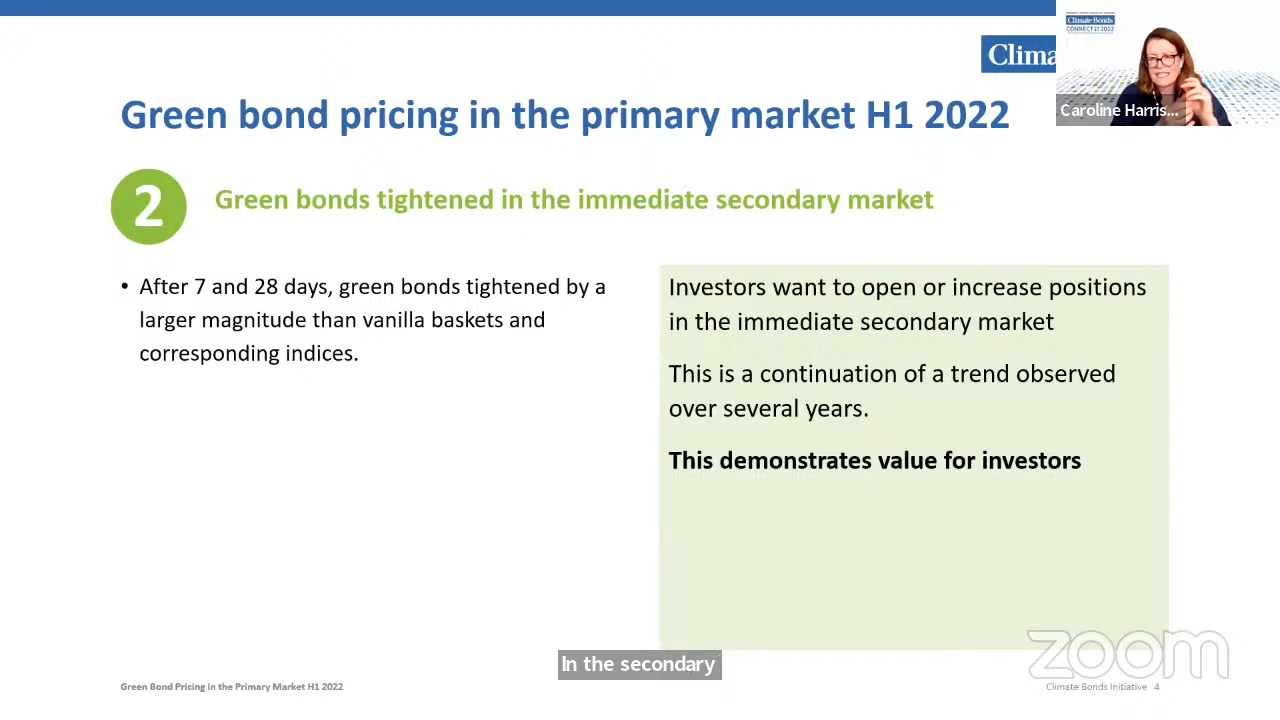 Clima
Climate Bonds
CONNECT 2022
Caroline Harris...
Green bond pricing in the primary market H1 2022
2
Green bonds tightened in the immediate secondary market
• After 7 and 28 days, green bonds tightened by a
larger magnitude than vanilla baskets and
corresponding indices.
Investors want to open or increase positions
in the immediate secondary market
This is a continuation of a trend observed
over several years.
This demonstrates value for investors
In the secondary
zoom
Green Bond Pricing in the Primary Market H1 2022
Climate Bonds Initiative 4